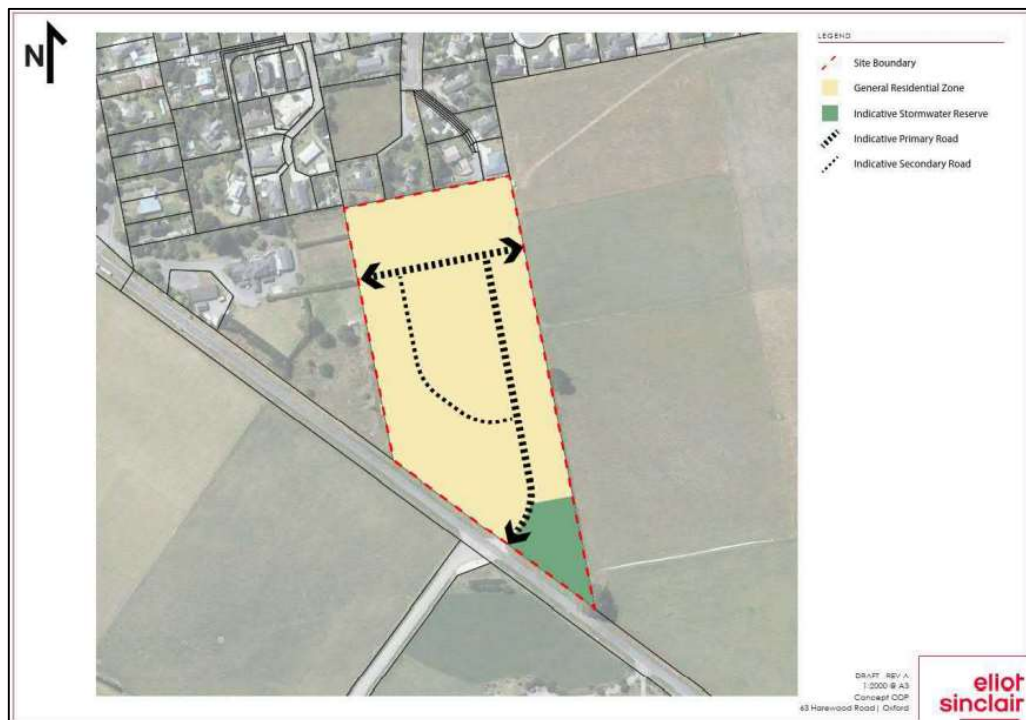 N
LEGEND
Site Boundary
General Residential Zone
Indicative Stormwater Reserve
Indicative Primary Road
Indicative Secondary Road
DRAFT REV A
1:2000 @ A3
Concept ODP
63 Harewood Road | Oxford
eliot
sinclair